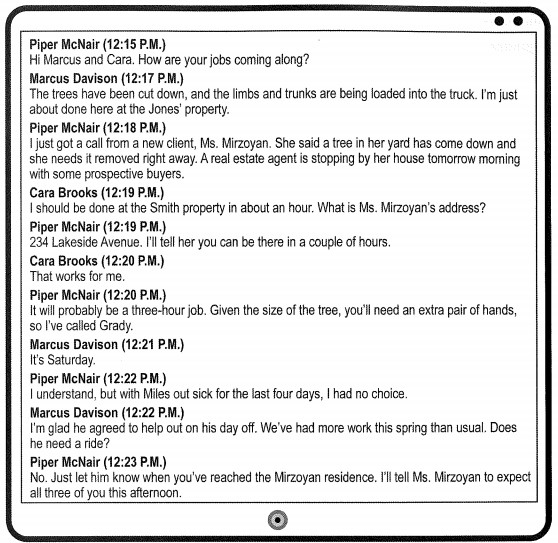 Piper McNair (12:15 P.M.)
Hi Marcus and Cara. How are your jobs coming along?
Marcus Davison (12:17 P.M.)
The trees have been cut down, and the limbs and trunks are being loaded into the truck. I'm just
about done here at the Jones' property.
Piper McNair (12:18 P.M.)
I just got a call from a new client, Ms. Mirzoyan. She said a tree in her yard has come down and
she needs it removed right away. A real estate agent is stopping by her house tomorrow morning
with some prospective buyers.
Cara Brooks (12:19 P.M.)
I should be done at the Smith property in about an hour. What is Ms. Mirzoyan's address?
Piper McNair (12:19 P.M.)
234 Lakeside Avenue. I'll tell her you can be there in a couple of hours.
Cara Brooks (12:20 P.M.)
That works for me.
Piper McNair (12:20 P.M.)
It will probably be a three-hour job. Given the size of the tree, you'll need an extra pair of hands,
so I've called Grady.
Marcus Davison (12:21 P.M.)
It's Saturday.
Piper McNair (12:22 P.M.)
I understand, but with Miles out sick for the last four days, I had no choice.
Marcus Davison (12:22 P.M.)
I'm glad he agreed to help out on his day off. We've had more work this spring than usual. Does
he need a ride?
Piper McNair (12:23 P.M.)
No. Just let him know when you've reached the Mirzoyan residence. I'll tell Ms. Mirzoyan to expect
all three of you this afternoon.